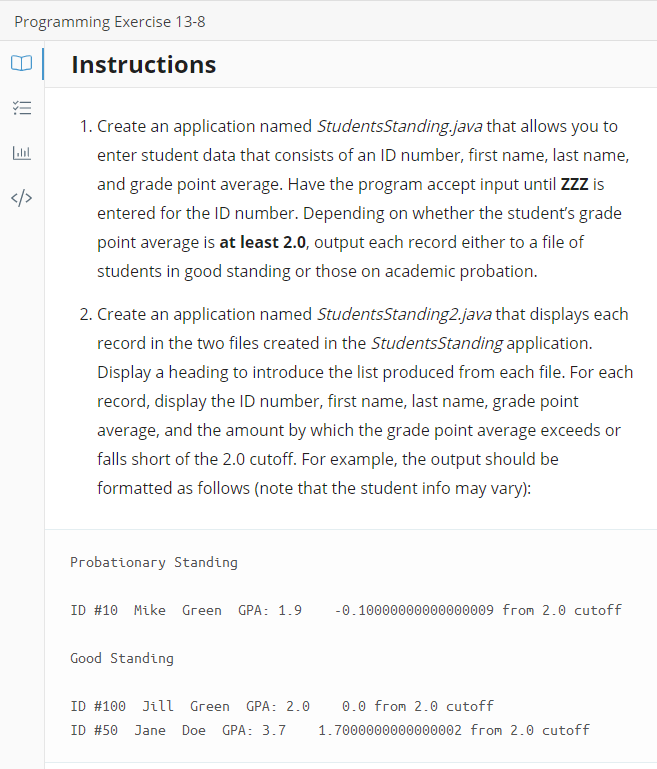 Programming Exercise 13-8
Instructions
1. Create an application named StudentsStanding.java that allows you to
enter student data that consists of an ID number, first name, last name,
and grade point average. Have the program accept input until ZZZ is
entered for the ID number. Depending on whether the student’s grade
point average is at least 2.0, output each record either to a file of
students in good standing or those on academic probation.
2. Create an application named StudentsStanding2.java that displays each
record in the two files created in the StudentsStanding application.
Display a heading to introduce the list produced from each file. For each
record, display the ID number, first name, last name, grade point
average, and the amount by which the grade point average exceeds or
falls short of the 2.0 cutoff. For example, the output should be
formatted as follows (note that the student info may vary):
Probationary Standing
ID #10  Mike  Green  GPA: 1.9    -0.10000000000000009 from 2.0 cutoff
Good Standing
ID #100  Jill  Green  GPA: 2.0    0.0 from 2.0 cutoff
ID #50  Jane  Doe  GPA: 3.7    1.7000000000000002 from 2.0 cutoff